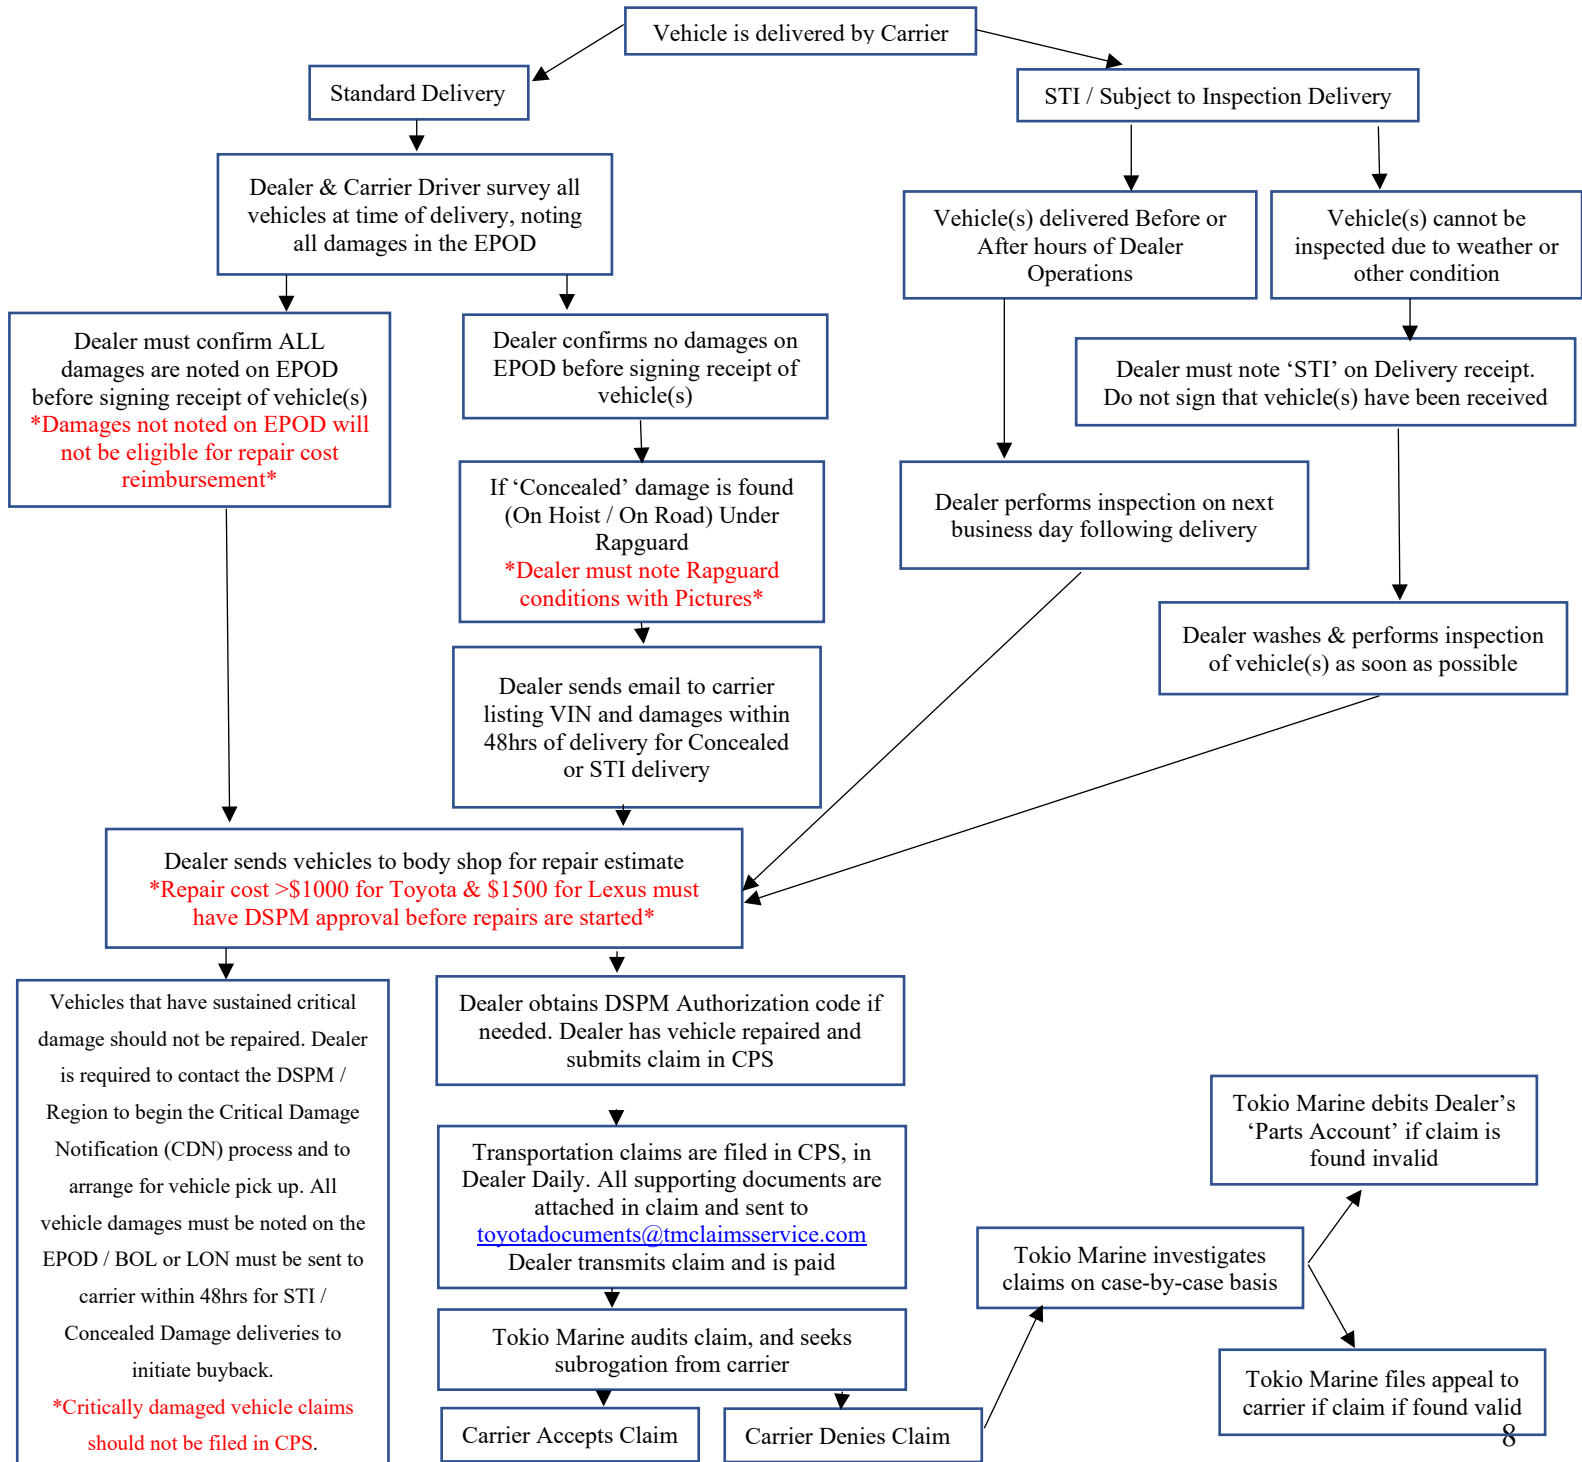 Vehicle is delivered by Carrier
Standard Delivery
STI / Subject to Inspection Delivery
Dealer & Carrier Driver survey all
vehicles at time of delivery, noting
all damages in the EPOD
Vehicle(s) delivered Before or
After hours of Dealer
Operations
Vehicle(s) cannot be
inspected due to weather or
other condition
Dealer must confirm ALL
damages are noted on EPOD
before signing receipt of vehicle(s)
*Damages not noted on EPOD will
not be eligible for repair cost
reimbursement*
Dealer confirms no damages on
EPOD before signing receipt of
vehicle(s)
Dealer must note ‘STI’ on Delivery receipt.
Do not sign that vehicle(s) have been received
If ‘Concealed’ damage is found
(On Hoist / On Road) Under
Rapguard
*Dealer must note Rapguard
conditions with Pictures*
Dealer performs inspection on next
business day following delivery
Dealer washes & performs inspection
of vehicle(s) as soon as possible
Dealer sends email to carrier
listing VIN and damages within
48hrs of delivery for Concealed
or STI delivery
Dealer sends vehicles to body shop for repair estimate
*Repair cost >$1000 for Toyota & $1500 for Lexus must
have DSPM approval before repairs are started*
Vehicles that have sustained critical
damage should not be repaired. Dealer
is required to contact the DSPM /
Region to begin the Critical Damage
Notification (CDN) process and to
arrange for vehicle pick up. All
vehicle damages must be noted on the
EPOD / BOL or LON must be sent to
carrier within 48hrs for STI /
Concealed Damage deliveries to
initiate buyback.
*Critically damaged vehicle claims
should not be filed in CPS.
Dealer obtains DSPM Authorization code if
needed. Dealer has vehicle repaired and
submits claim in CPS
Transportation claims are filed in CPS, in
Dealer Daily. All supporting documents are
attached in claim and sent to
toyotadocuments@tmclaimsservice.com
Dealer transmits claim and is paid
Tokio Marine audits claim, and seeks
subrogation from carrier
Carrier Accepts Claim
Carrier Denies Claim
Tokio Marine investigates
claims on case-by-case basis
Tokio Marine debits Dealer’s
‘Parts Account’ if claim is
found invalid
Tokio Marine files appeal to
carrier if claim if found valid
8